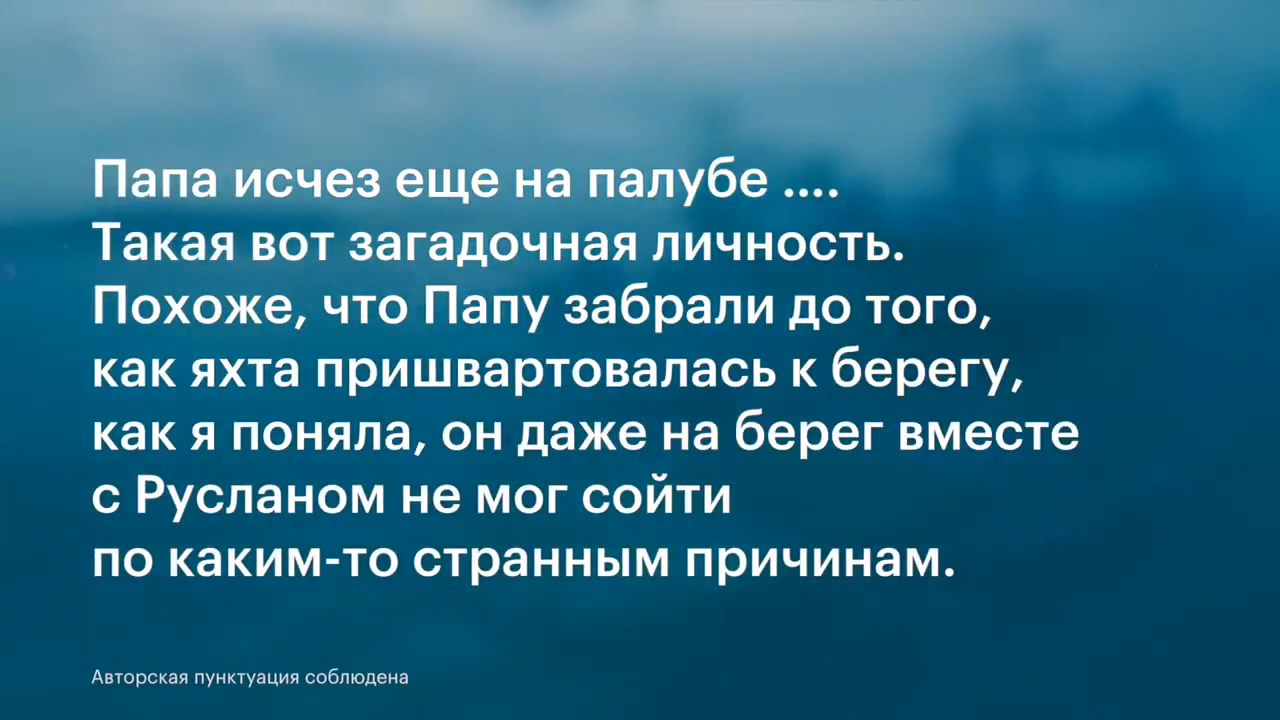 Папа исчез еще на палубе ....
Такая вот загадочная личность.
Похоже, что Папу забрали до того,
как яхта пришвартовалась к берегу,
как я поняла, он даже на берег вместе
с Русланом не мог сойти
по каким-то странным причинам.
Авторская пунктуация соблюдена